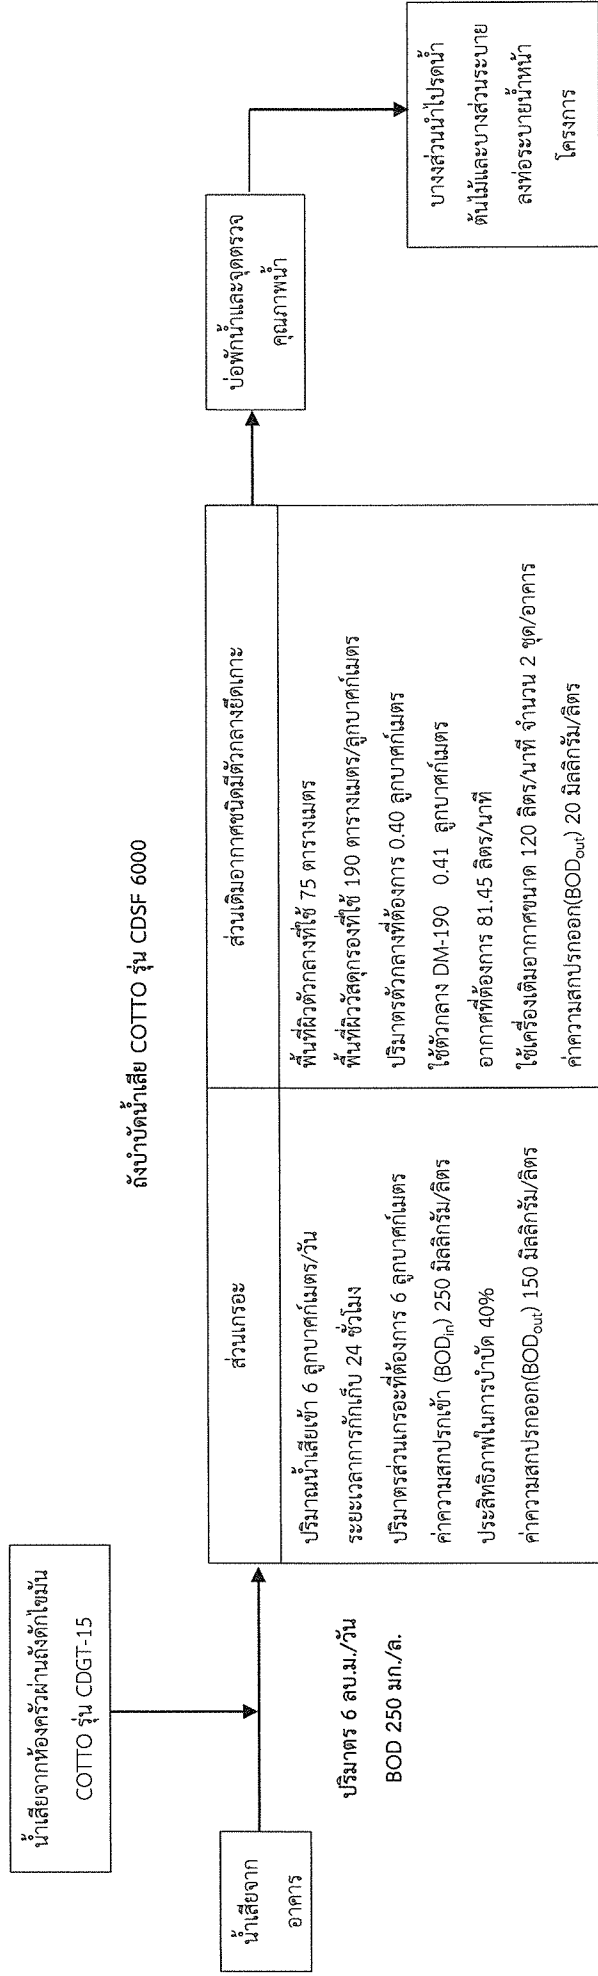 น้ำเสียจากห้องครัวผ่านถังดักไขมัน
COTTO รุ่น CDGT-15
น้ำเสียจาก
อาคาร
ปริมาตร 6 ลบ.ม./วัน
BOD 250 มก./ล.
ถังบำบัดน้ำเสีย COTTO รุ่น CDSF 6000
ส่วนเกรอะ
ปริมาณน้ำเสียเข้า 6 ลูกบาศก์เมตร/วัน
ระยะเวลาการกักเก็บ 24 ชั่วโมง
ปริมาตรส่วนเกรอะที่ต้องการ 6 ลูกบาศก์เมตร
ค่าความสกปรกเข้า (BOD_in) 250 มิลลิกรัม/ลิตร
ประสิทธิภาพในการบำบัด 40%
ค่าความสกปรกออก(BOD_out) 150 มิลลิกรัม/ลิตร
ส่วนเติมอากาศชนิดมีตัวกลางยึดเกาะ
พื้นที่ผิวตัวกลางที่ใช้ 75 ตารางเมตร
พื้นที่ผิววัสดุกรองที่ใช้ 190 ตารางเมตร/ลูกบาศก์เมตร
ปริมาตรตัวกลางที่ต้องการ 0.40 ลูกบาศก์เมตร
ใช้ตัวกลาง DM-190 0.41 ลูกบาศก์เมตร
อากาศที่ต้องการ 81.45 ลิตร/นาที
ใช้เครื่องเติมอากาศขนาด 120 ลิตร/นาที จำนวน 2 ชุด/อาคาร
ค่าความสกปรกออก(BOD_out) 20 มิลลิกรัม/ลิตร
บ่อพักน้ำและจุดตรวจ
คุณภาพน้ำ
บางงส่วนนำไปรดน้ำ
ต้นไม้และบางส่วนระบาย
ลงท่อระบายน้ำหน้า
โครงการ